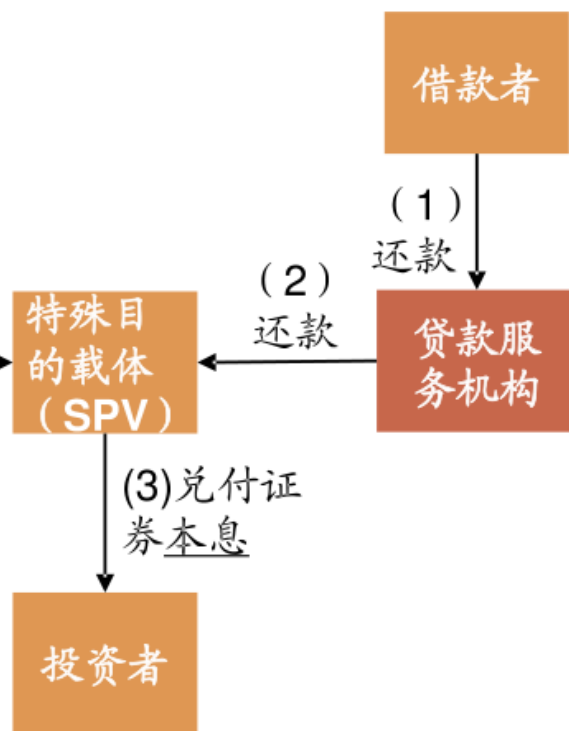 借款者
（1）
还款
（2）
还款
特殊目
的载体
（SPV）
贷款服
务机构
(3)兑付证
券本息
投资者